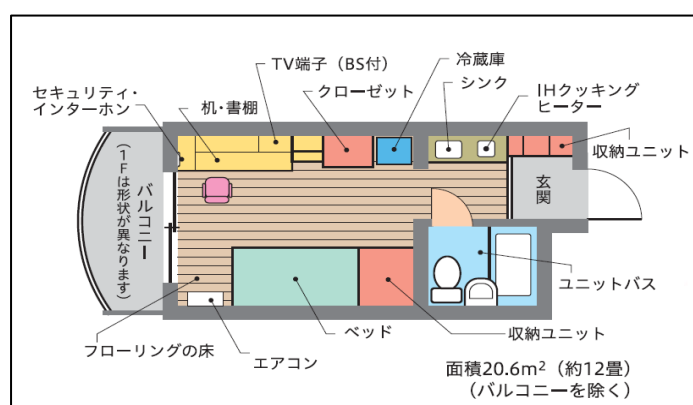 TV端子（BS付）
冷蔵庫
シンク
セキュリティ・
インターホン
机・書棚
クローゼット
IHクッキング
ヒーター
収納ユニット
バルコニー
（１Ｆは形状が異なります）
玄関
ユニットバス
フローリングの床
エアコン
ベッド
収納ユニット
面積20.6m²（約12畳）
（バルコニーを除く）